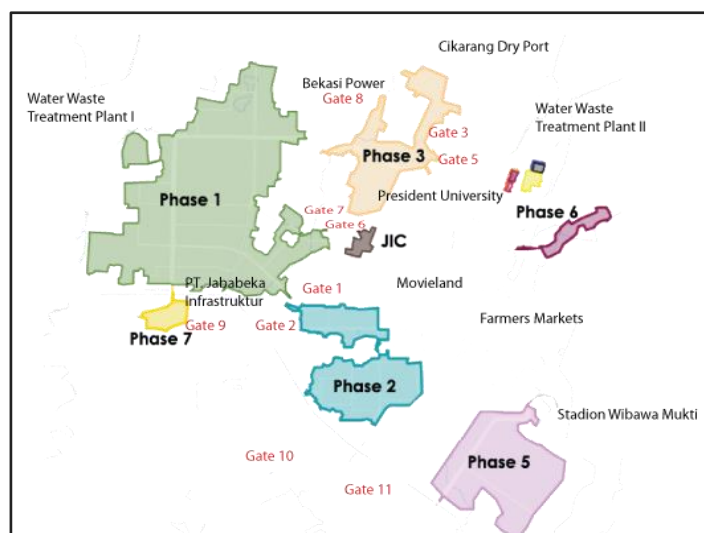 Cikarang Dry Port
Bekasi Power
Gate 8
Water Waste
Treatment Plant I
Water Waste
Treatment Plant II
Gate 3
Phase 3
Gate 5
President University
Phase 1
Phase 6
Gate 7
Gate 6
JIC
PT. Jababeka
Infrastruktur
Gate 1
Movieland
Gate 9
Gate 2
Farmers Markets
Phase 7
Phase 2
Stadion Wibawa Mukti
Gate 10
Phase 5
Gate 11